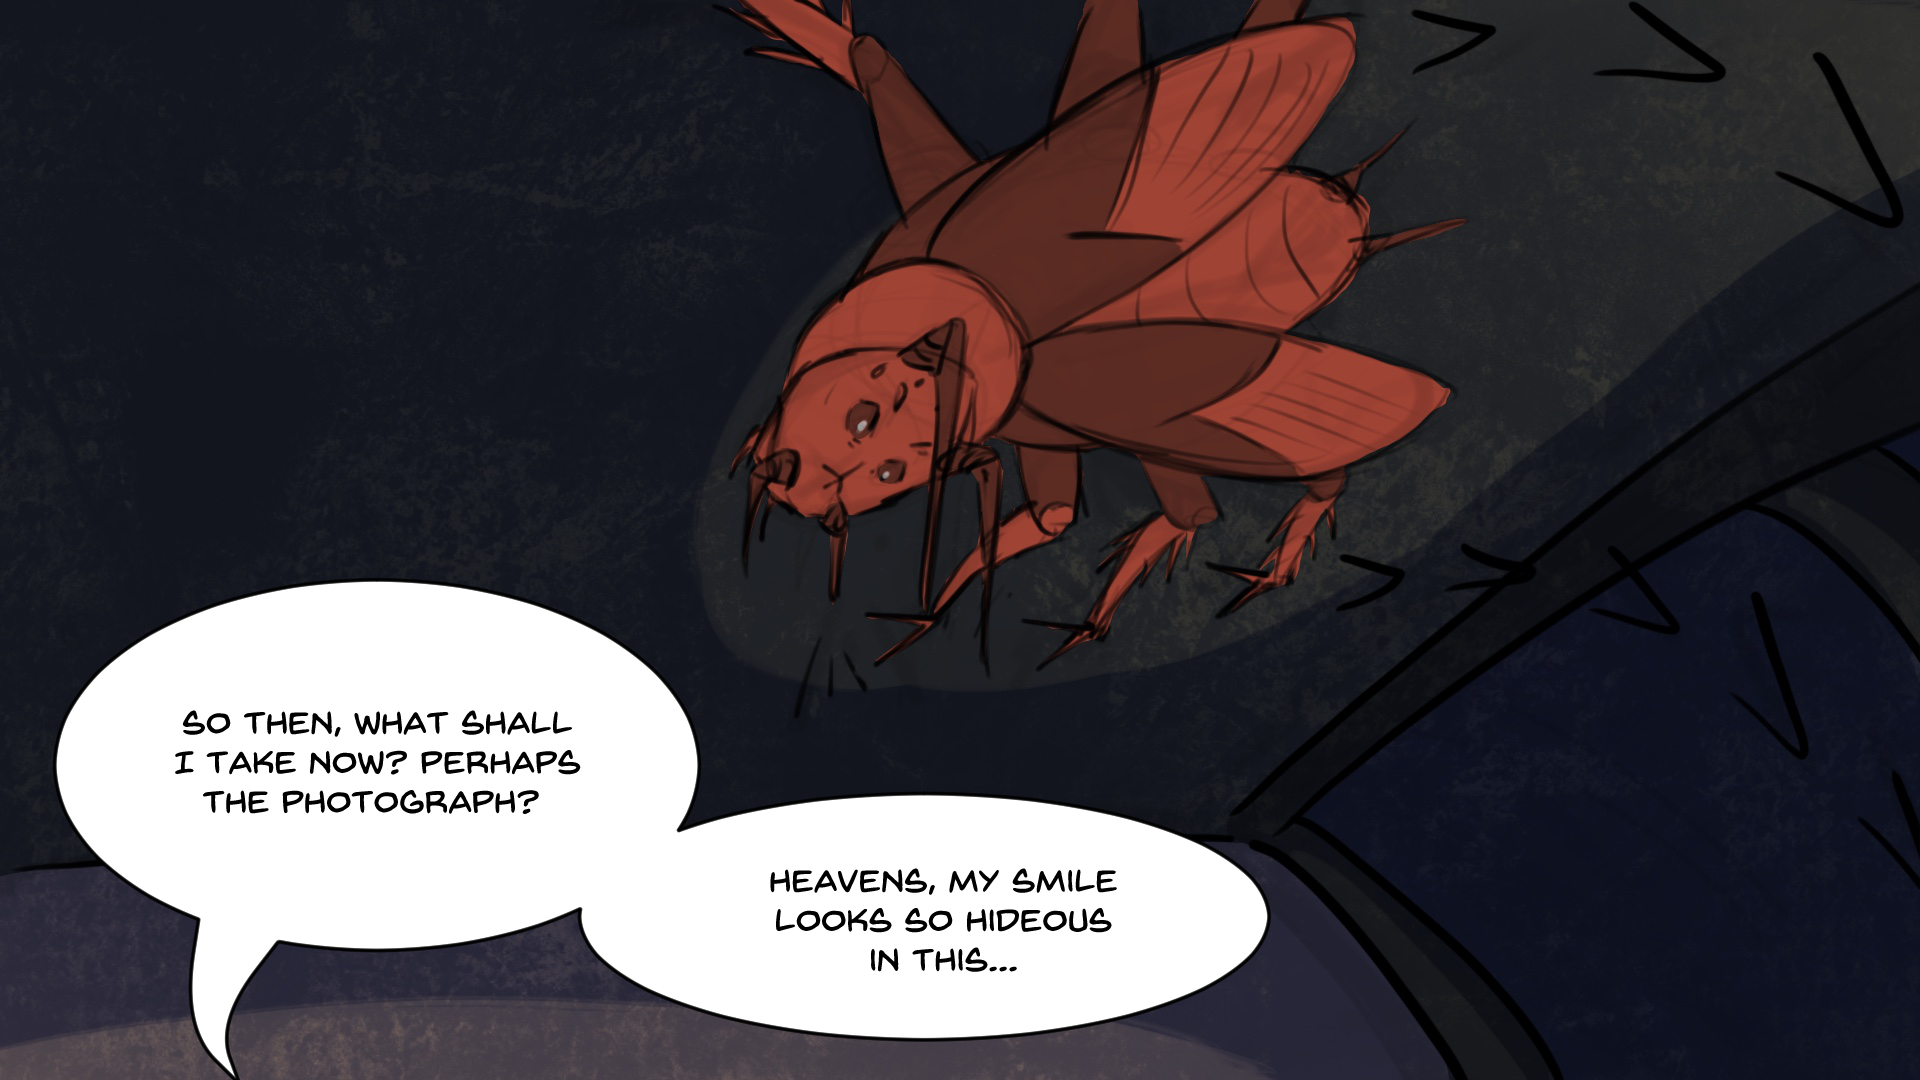 SO THEN, WHAT SHALL
I TAKE NOW? PERHAPS
THE PHOTOGRAPH?
HEAVENS, MY SMILE
LOOKS SO HIDEOUS
IN THIS...